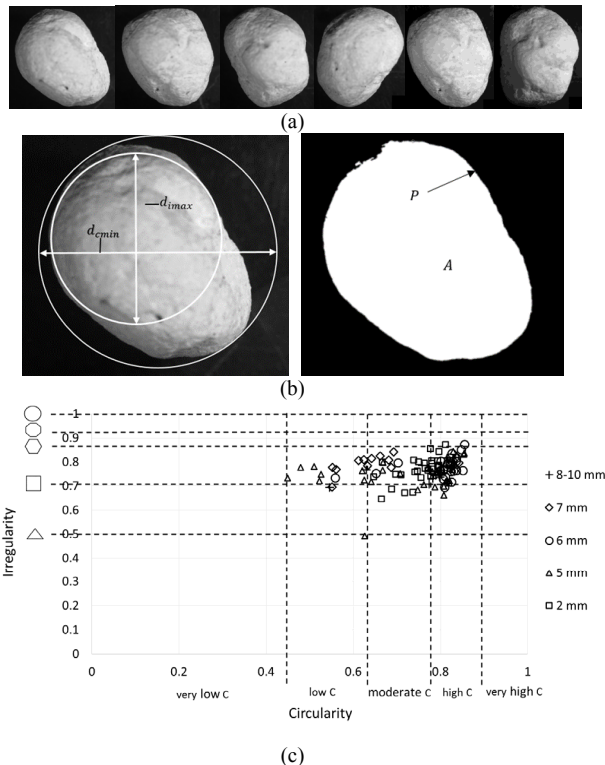 (a)
d_imax
d_cmin
P
A
(b)
1
0.9
0.8
0.7
0.6
0.5
0.4
0.3
0.2
0.1
0
Irregularity
0 0.2 0.4 0.6 0.8 1
very low C low C moderate C high C very high C
Circularity
+ 8-10 mm
◇ 7 mm
○ 6 mm
△ 5 mm
□ 2 mm
(c)